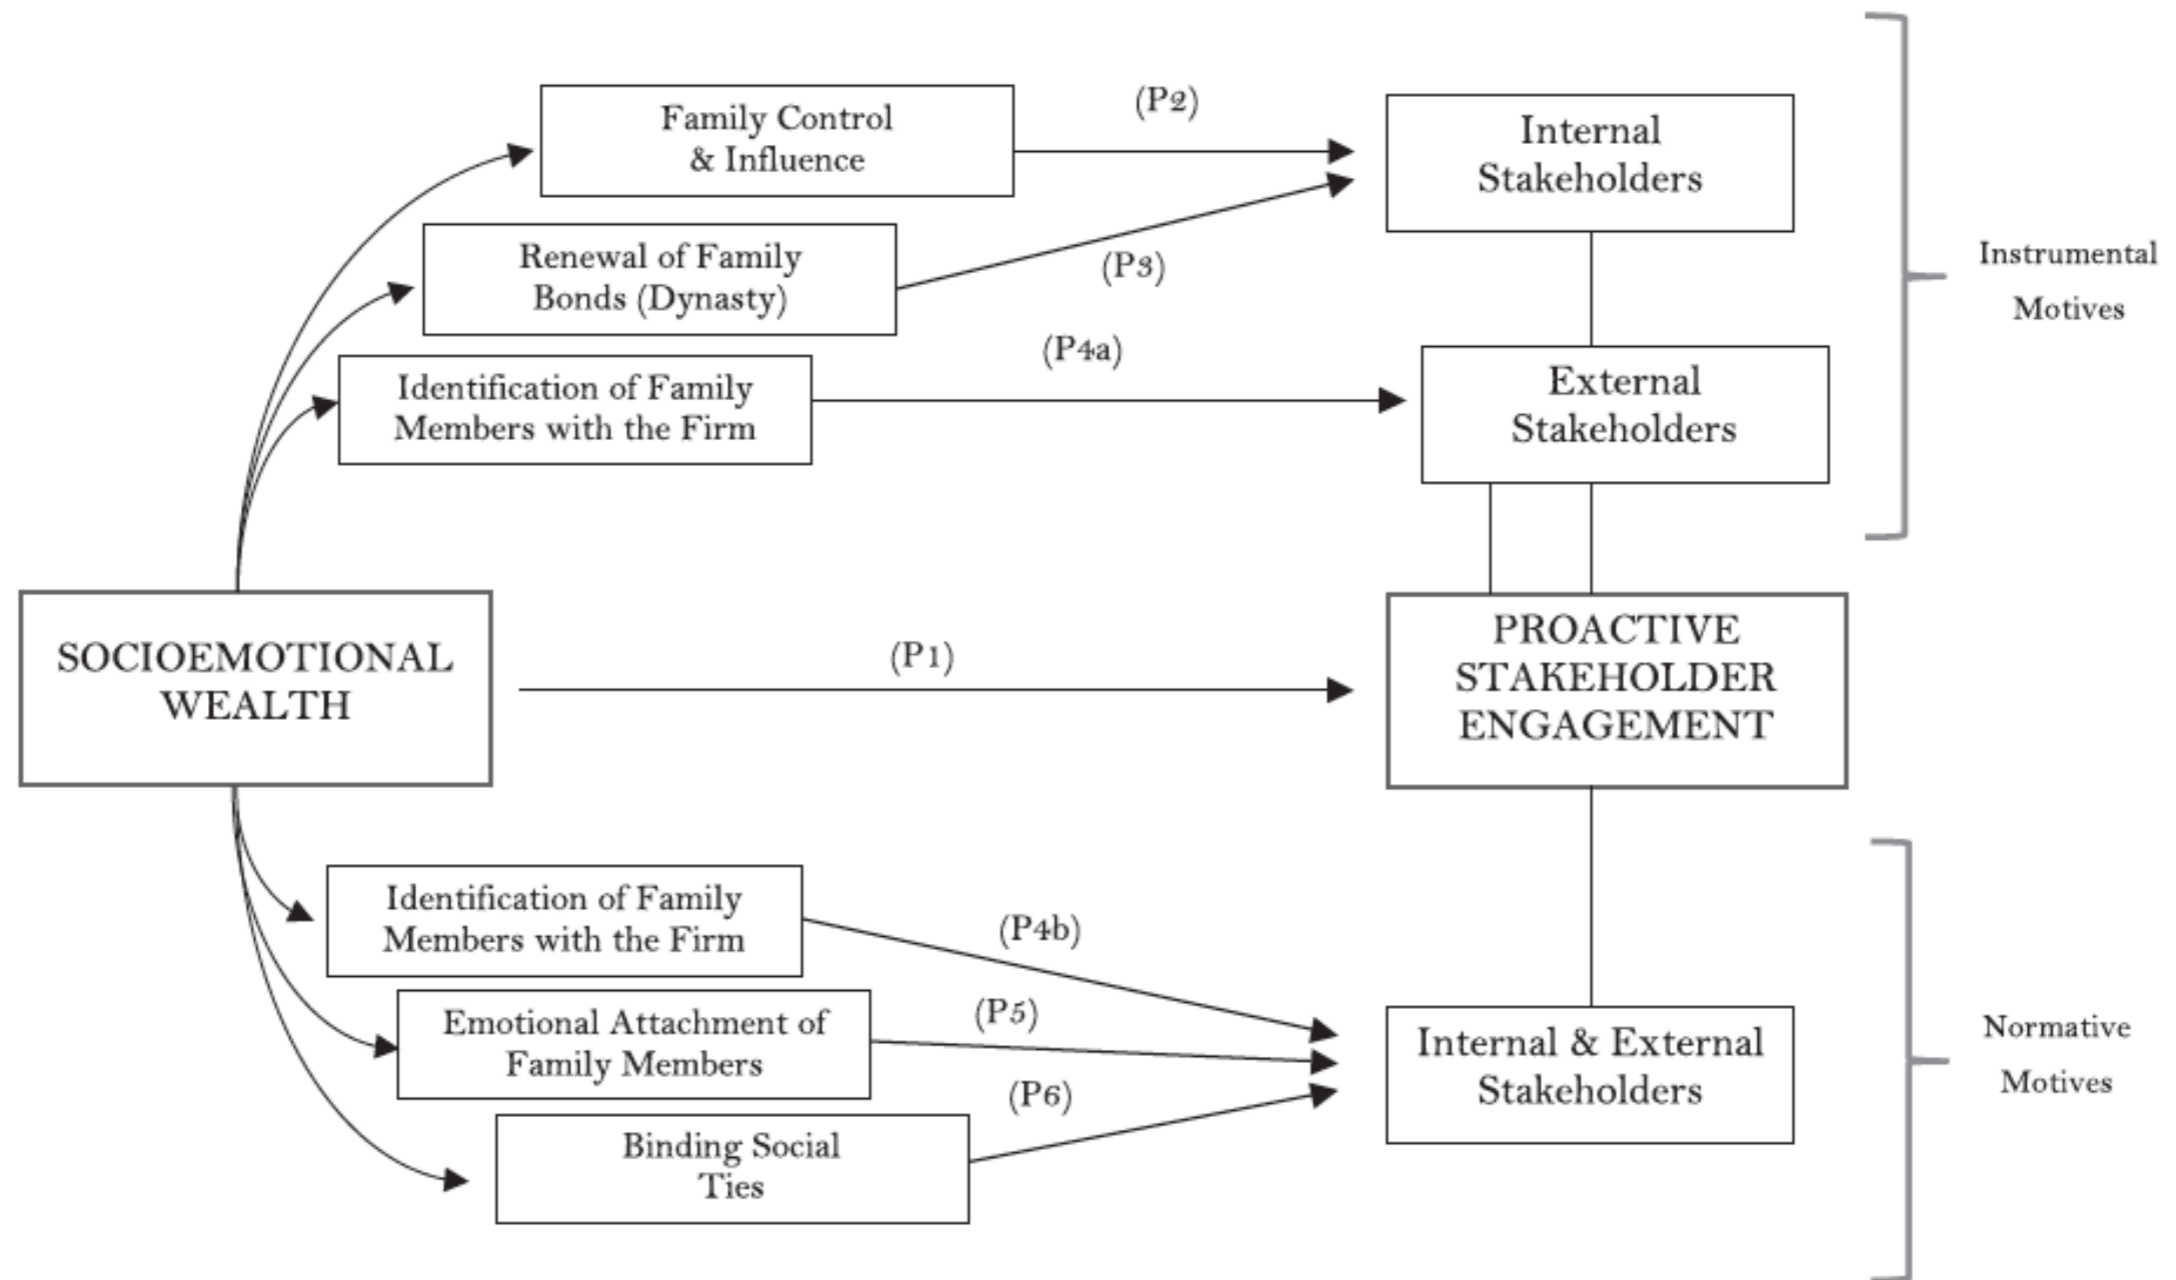 Family Control
& Influence
(P2)
Internal
Stakeholders
Renewal of Family
Bonds (Dynasty)
(P3)
Instrumental
Motives
Identification of Family
Members with the Firm
(P4a)
External
Stakeholders
SOCIOEMOTIONAL
WEALTH
(P1)
PROACTIVE
STAKEHOLDER
ENGAGEMENT
Identification of Family
Members with the Firm
(P4b)
Emotional Attachment of
Family Members
(P5)
Internal & External
Stakeholders
Normative
Motives
Binding Social
Ties
(P6)